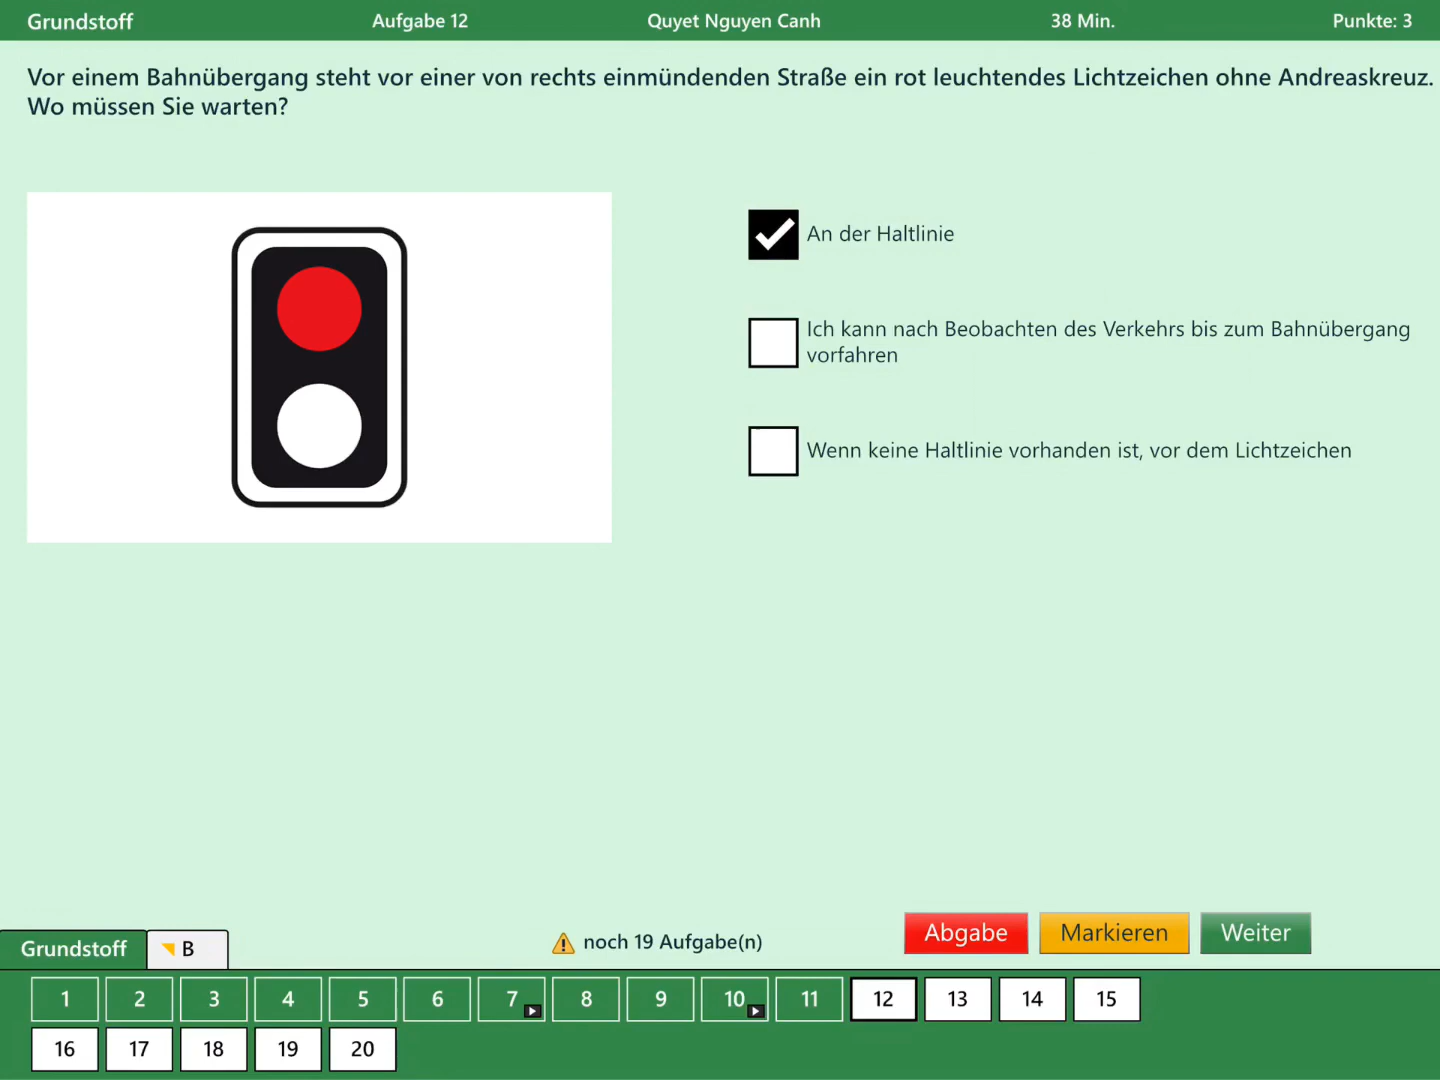 Grundstoff Aufgabe 12 Quyet Nguyen Canh 38 Min. Punkte: 3
Vor einem Bahnübergang steht vor einer von rechts einmündenden Straße ein rot leuchtendes Lichtzeichen ohne Andreaskreuz.
Wo müssen Sie warten?
An der Haltlinie
Ich kann nach Beobachten des Verkehrs bis zum Bahnübergang
vorfahren
Wenn keine Haltlinie vorhanden ist, vor dem Lichtzeichen
Abgabe Markieren Weiter
Grundstoff B noch 19 Aufgabe(n)
1 2 3 4 5 6 7 8 9 10 11 12 13 14 15
16 17 18 19 20